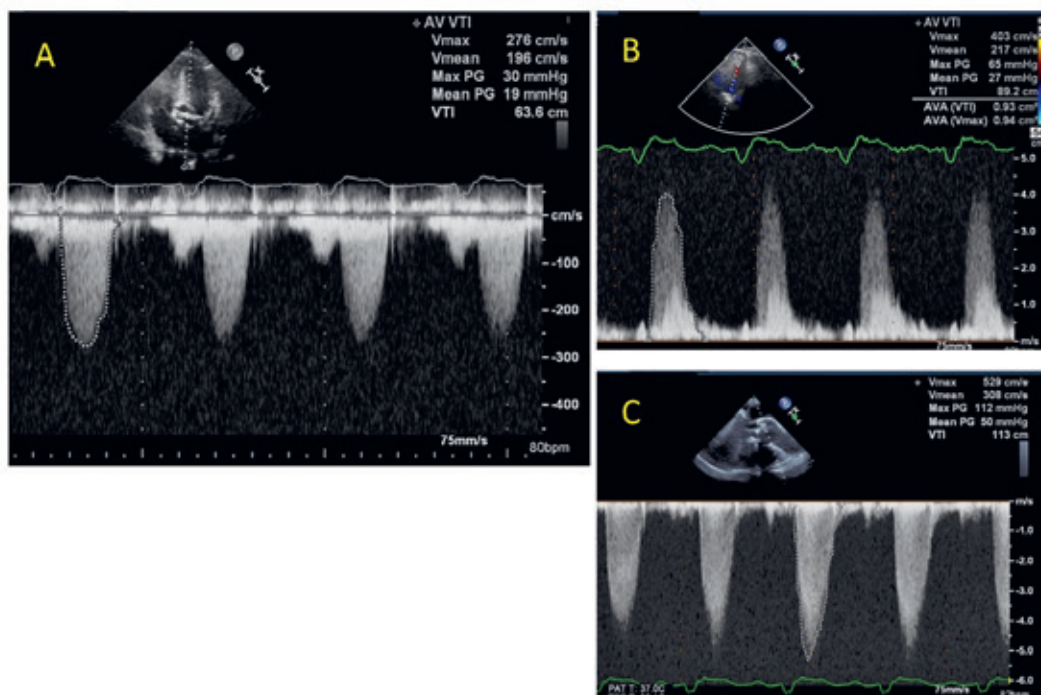 A
AV VTI
Vmax 276 cm/s
Vmean 196 cm/s
Max PG 30 mmHg
Mean PG 19 mmHg
VTI 63.6 cm
cm/s
-100
-200
-300
-400
75mm/s
80bpm
B
AV VTI
Vmax 403 cm/s
Vmean 217 cm/s
Max PG 65 mmHg
Mean PG 27 mmHg
VTI 89.2 cm
AVA (VTI) 0.93 cm²
AVA (Vmax) 0.94 cm²
5.0
4.0
3.0
2.0
1.0
m/s
75mm/s
C
Vmax 529 cm/s
Vmean 308 cm/s
Max PG 112 mmHg
Mean PG 50 mmHg
VTI 113 cm
m/s
-1.0
-2.0
-3.0
-4.0
-5.0
-6.0
PAT T: 37.0C
75mm/s